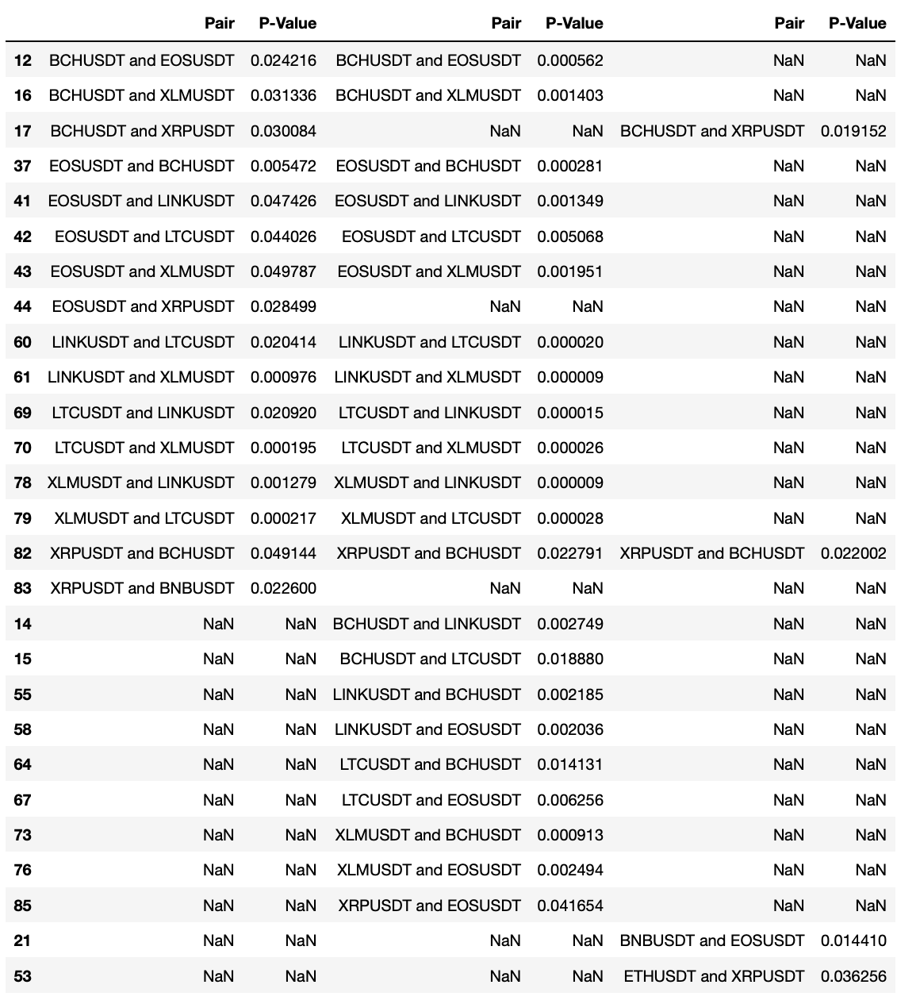 Pair P-Value Pair P-Value Pair P-Value
12 BCHUSDT and EOSUSDT 0.024216 BCHUSDT and EOSUSDT 0.000562 NaN NaN
16 BCHUSDT and XLMUSDT 0.031336 BCHUSDT and XLMUSDT 0.001403 NaN NaN
17 BCHUSDT and XRPUSDT 0.030084 NaN NaN BCHUSDT and XRPUSDT 0.019152
37 EOSUSDT and BCHUSDT 0.005472 EOSUSDT and BCHUSDT 0.000281 NaN NaN
41 EOSUSDT and LINKUSDT 0.047426 EOSUSDT and LINKUSDT 0.001349 NaN NaN
42 EOSUSDT and LTCUSDT 0.044026 EOSUSDT and LTCUSDT 0.005068 NaN NaN
43 EOSUSDT and XLMUSDT 0.049787 EOSUSDT and XLMUSDT 0.001951 NaN NaN
44 EOSUSDT and XRPUSDT 0.028499 NaN NaN NaN NaN
60 LINKUSDT and LTCUSDT 0.020414 LINKUSDT and LTCUSDT 0.000020 NaN NaN
61 LINKUSDT and XLMUSDT 0.000976 LINKUSDT and XLMUSDT 0.000009 NaN NaN
69 LTCUSDT and LINKUSDT 0.020920 LTCUSDT and LINKUSDT 0.000015 NaN NaN
70 LTCUSDT and XLMUSDT 0.000195 LTCUSDT and XLMUSDT 0.000026 NaN NaN
78 XLMUSDT and LINKUSDT 0.001279 XLMUSDT and LINKUSDT 0.000009 NaN NaN
79 XLMUSDT and LTCUSDT 0.000217 XLMUSDT and LTCUSDT 0.000028 NaN NaN
82 XRPUSDT and BCHUSDT 0.049144 XRPUSDT and BCHUSDT 0.022791 XRPUSDT and BCHUSDT 0.022002
83 XRPUSDT and BNBUSDT 0.022600 NaN NaN NaN NaN
14 NaN NaN BCHUSDT and LINKUSDT 0.002749 NaN NaN
15 NaN NaN BCHUSDT and LTCUSDT 0.018880 NaN NaN
55 NaN NaN LINKUSDT and BCHUSDT 0.002185 NaN NaN
58 NaN NaN LINKUSDT and EOSUSDT 0.002036 NaN NaN
64 NaN NaN LTCUSDT and BCHUSDT 0.014131 NaN NaN
67 NaN NaN LTCUSDT and EOSUSDT 0.006256 NaN NaN
73 NaN NaN XLMUSDT and BCHUSDT 0.000913 NaN NaN
76 NaN NaN XLMUSDT and EOSUSDT 0.002494 NaN NaN
85 NaN NaN XRPUSDT and EOSUSDT 0.041654 NaN NaN
21 NaN NaN NaN NaN BNBUSDT and EOSUSDT 0.014410
53 NaN NaN NaN NaN ETHUSDT and XRPUSDT 0.036256